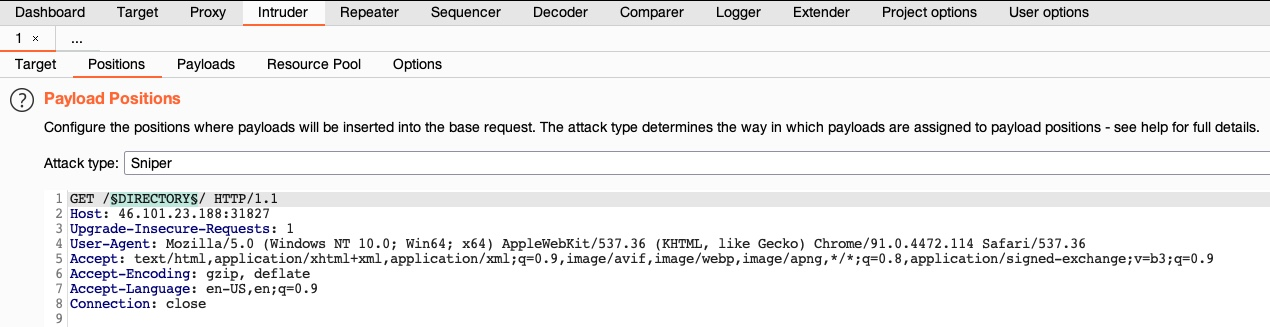 Dashboard Target Proxy Intruder Repeater Sequencer Decoder Comparer Logger Extender Project options User options
1 × ...
Target Positions Payloads Resource Pool Options
? Payload Positions
Configure the positions where payloads will be inserted into the base request. The attack type determines the way in which payloads are assigned to payload positions - see help for full details.
Attack type: Sniper
1 GET /§DIRECTORY§/ HTTP/1.1
2 Host: 46.101.23.188:31827
3 Upgrade-Insecure-Requests: 1
4 User-Agent: Mozilla/5.0 (Windows NT 10.0; Win64; x64) AppleWebKit/537.36 (KHTML, like Gecko) Chrome/91.0.4472.114 Safari/537.36
5 Accept: text/html,application/xhtml+xml,application/xml;q=0.9,image/avif,image/webp,image/apng,*/*;q=0.8,application/signed-exchange;v=b3;q=0.9
6 Accept-Encoding: gzip, deflate
7 Accept-Language: en-US,en;q=0.9
8 Connection: close
9